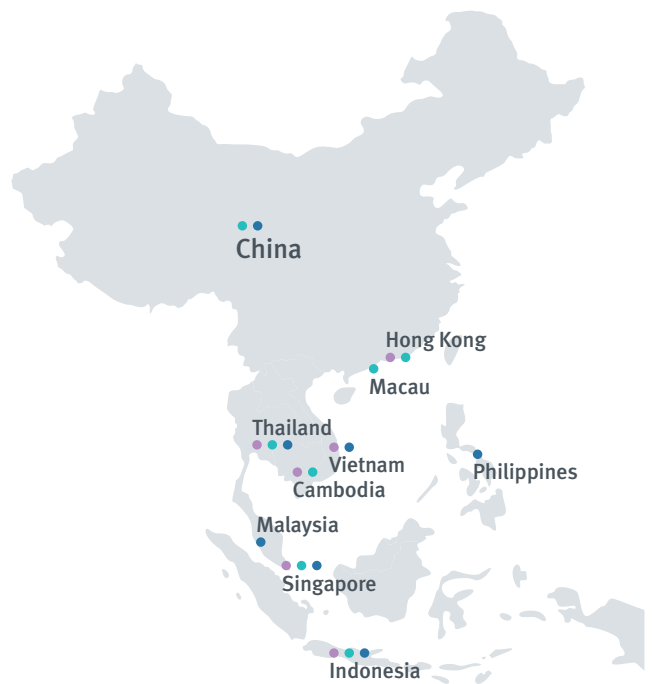 China
Hong Kong
Macau
Thailand
Vietnam
Philippines
Cambodia
Malaysia
Singapore
Indonesia